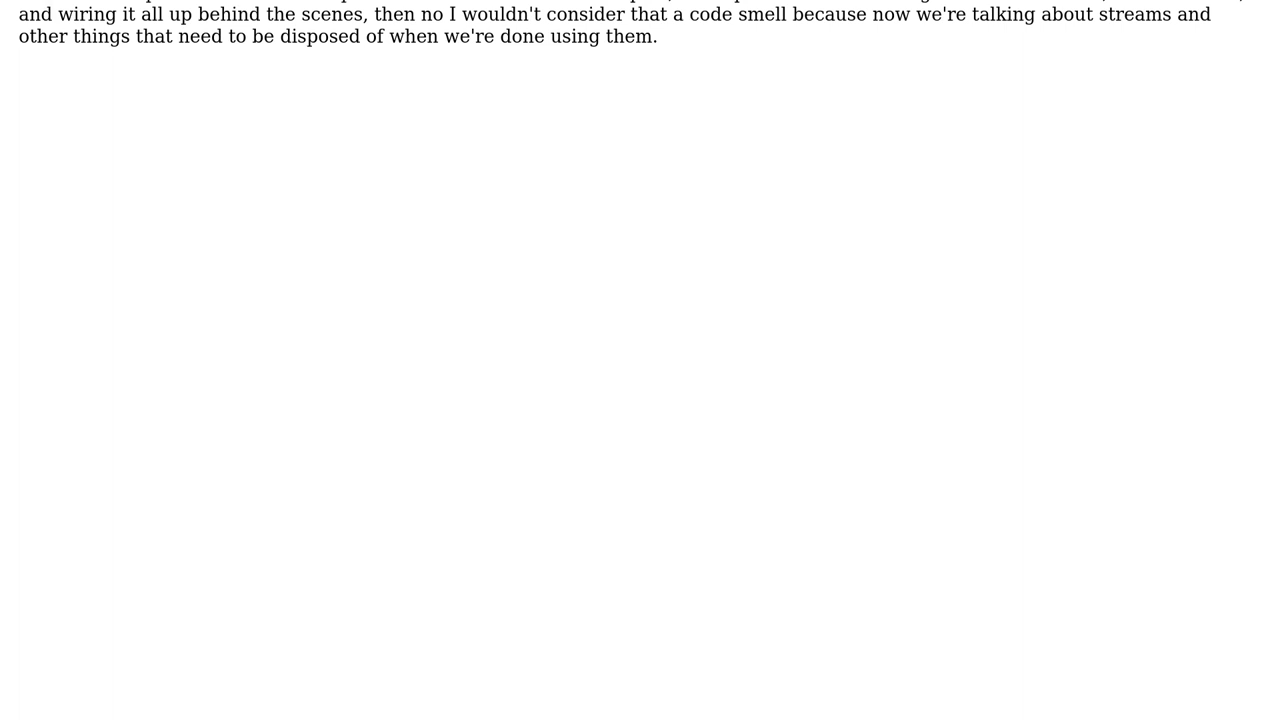 and wiring it all up behind the scenes, then no I wouldn't consider that a code smell because now we're talking about streams and
other things that need to be disposed of when we're done using them.